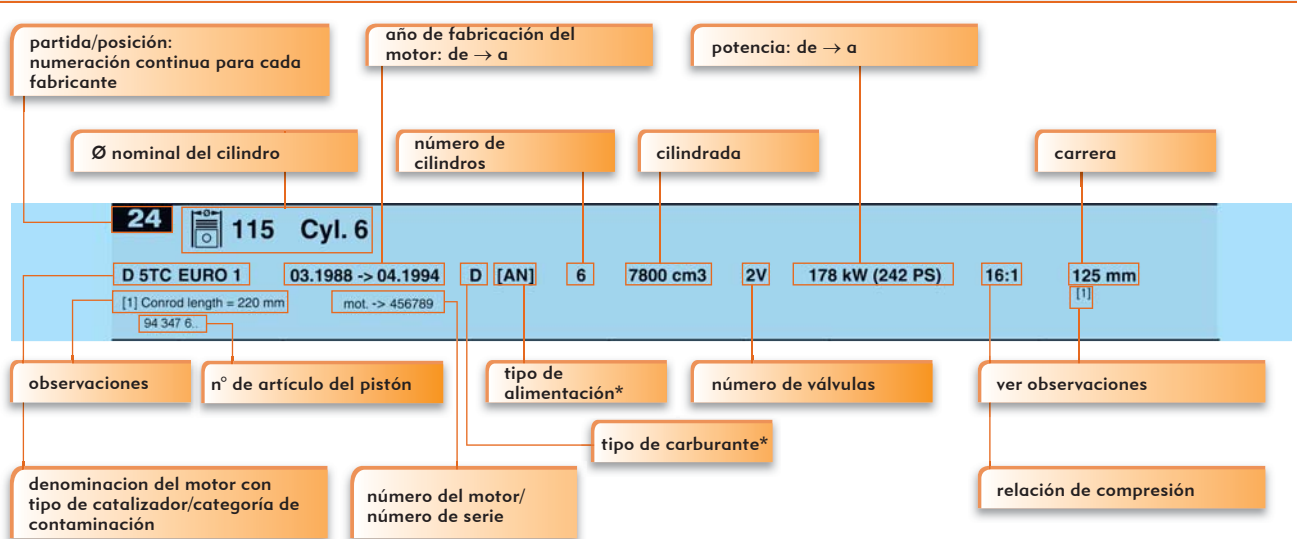 partida/posición:
numeración continua para cada
fabricante
año de fabricación del
motor: de → a
potencia: de → a
Ø nominal del cilindro
número de
cilindros
cilindrada
carrera
24
115 Cyl. 6
D 5TC EURO 1 03.1988 -> 04.1994 D [AN] 6 7800 cm3 2V 178 kW (242 PS) 16:1 125 mm
[1] Conrod length = 220 mm mot. -> 456789 [1]
94 347 6..
observaciones
n° de artículo del pistón
tipo de
alimentación*
número de válvulas
ver observaciones
tipo de carburante*
denominacion del motor con
tipo de catalizador/categoría de
contaminación
número del motor/
número de serie
relación de compresión